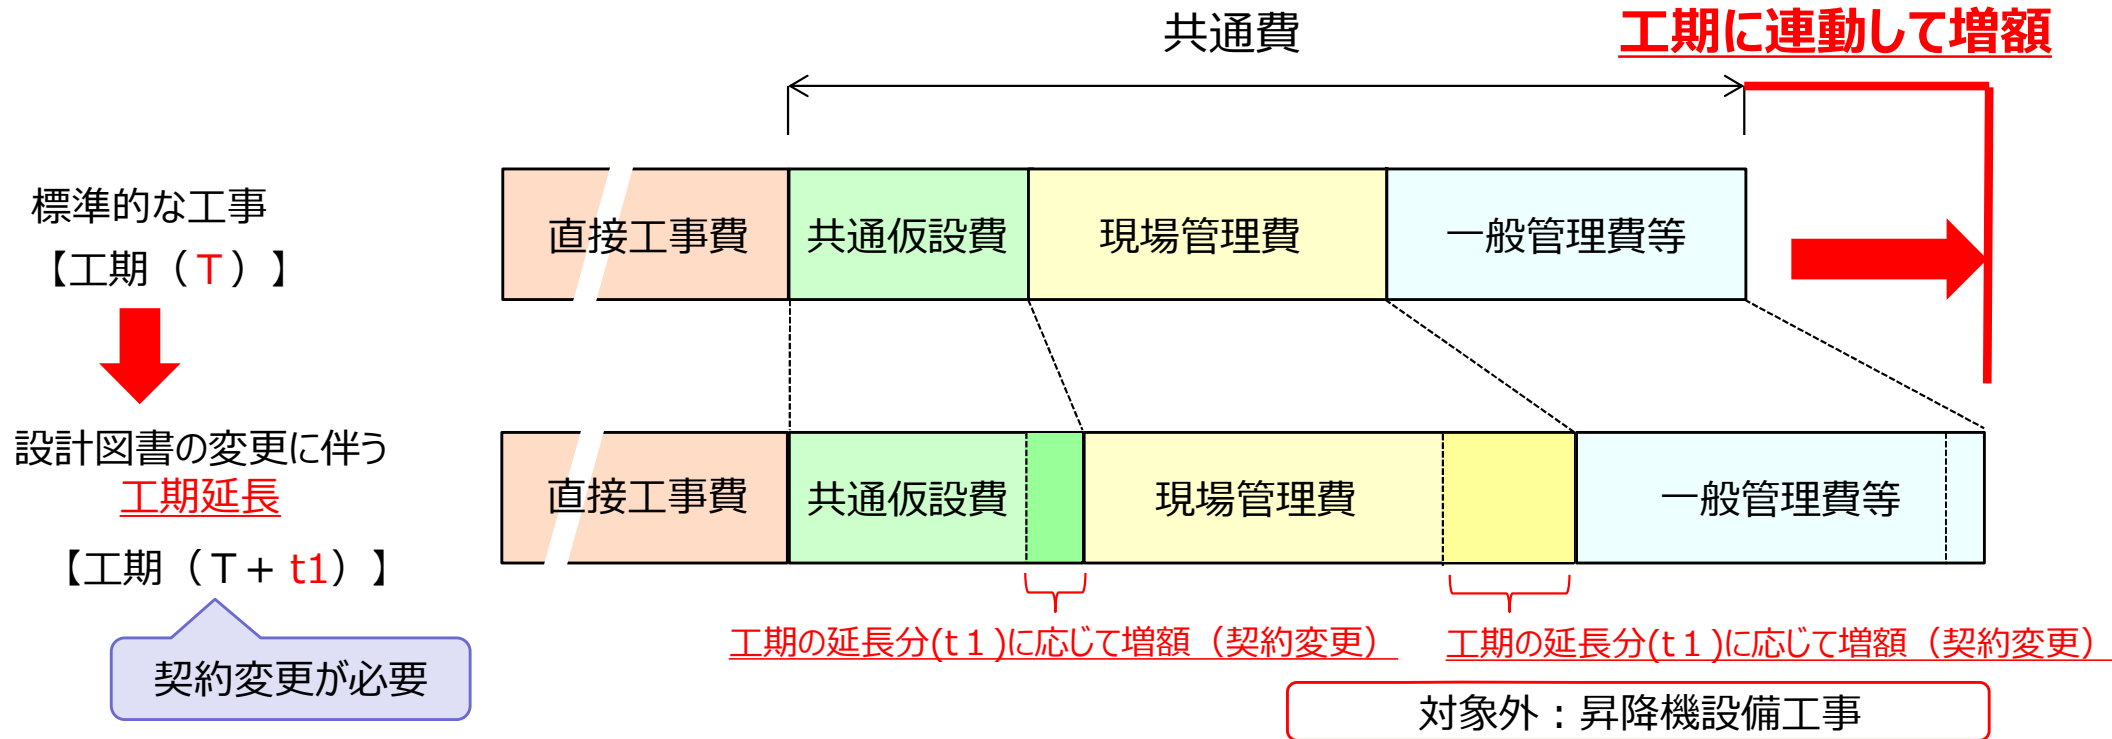 共通費
工期に連動して増額
標準的な工事
【工期（T）】
直接工事費
共通仮設費
現場管理費
一般管理費等
設計図書の変更に伴う
工期延長
【工期（T+ t1）】
契約変更が必要
直接工事費
共通仮設費
現場管理費
一般管理費等
工期の延長分(t１)に応じて増額（契約変更）
工期の延長分(t１)に応じて増額（契約変更）
対象外：昇降機設備工事